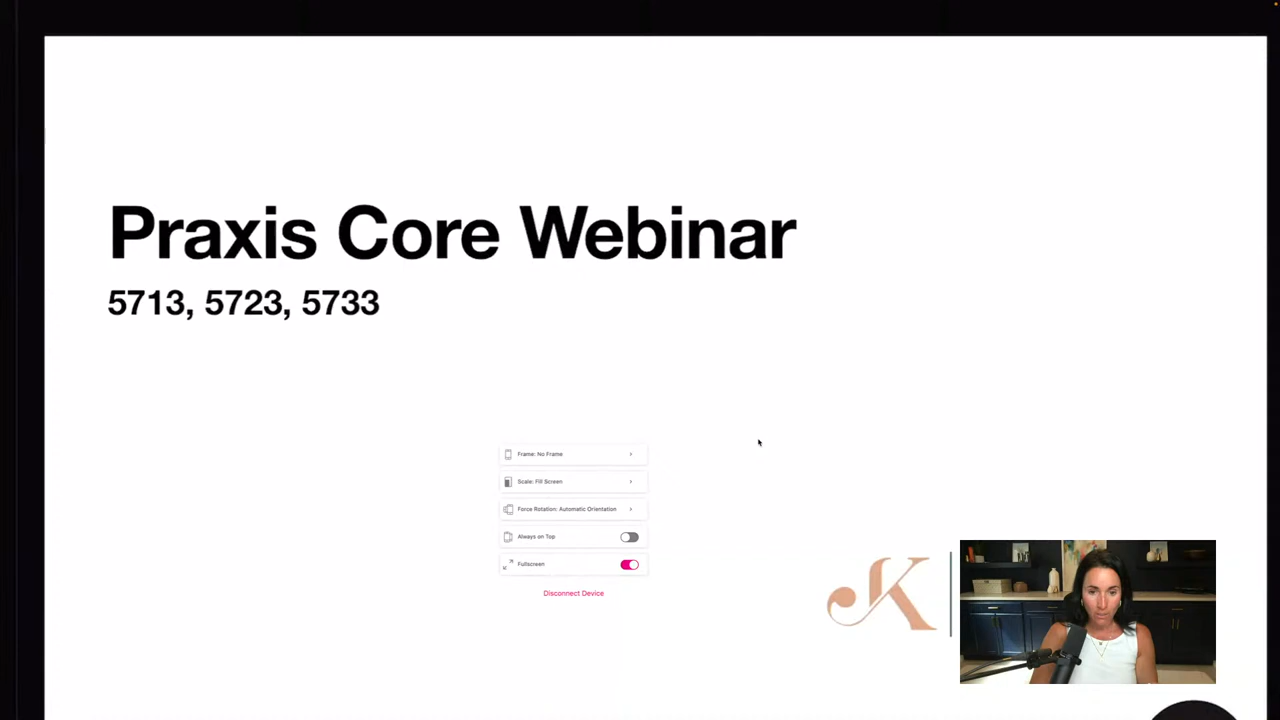 Praxis Core Webinar
5713, 5723, 5733
Frame: No Frame
Scale: Fill Screen
Force Rotation: Automatic Orientation
Always on Top
Fullscreen
Disconnect Device
K